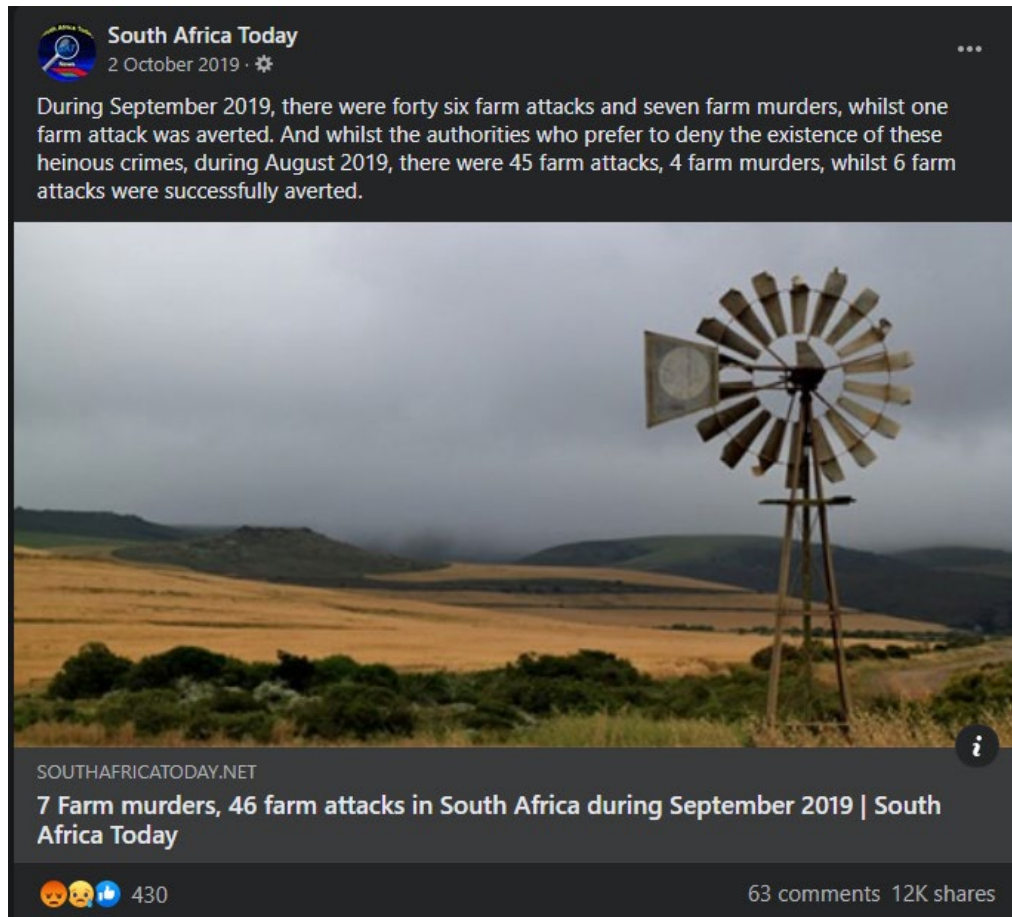 South Africa Today
2 October 2019 ·
During September 2019, there were forty six farm attacks and seven farm murders, whilst one
farm attack was averted. And whilst the authorities who prefer to deny the existence of these
heinous crimes, during August 2019, there were 45 farm attacks, 4 farm murders, whilst 6 farm
attacks were successfully averted.
SOUTHAFRICATODAY.NET
7 Farm murders, 46 farm attacks in South Africa during September 2019 | South
Africa Today
430
63 comments 12K shares